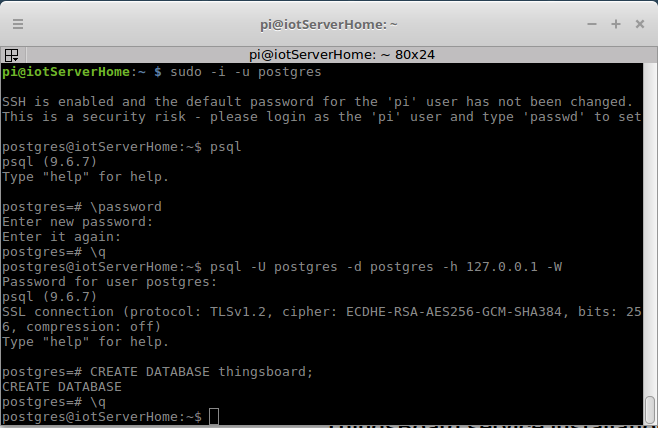 pi@iotServerHome: ~
pi@iotServerHome: ~ 80x24
pi@iotServerHome:~ $ sudo -i -u postgres
SSH is enabled and the default password for the 'pi' user has not been changed.
This is a security risk - please login as the 'pi' user and type 'passwd' to set
postgres@iotServerHome:~$ psql
psql (9.6.7)
Type "help" for help.
postgres=# \password
Enter new password:
Enter it again:
postgres=# \q
postgres@iotServerHome:~$ psql -U postgres -d postgres -h 127.0.0.1 -W
Password for user postgres:
psql (9.6.7)
SSL connection (protocol: TLSv1.2, cipher: ECDHE-RSA-AES256-GCM-SHA384, bits: 25
6, compression: off)
Type "help" for help.
postgres=# CREATE DATABASE thingsboard;
CREATE DATABASE
postgres=# \q
postgres@iotServerHome:~$